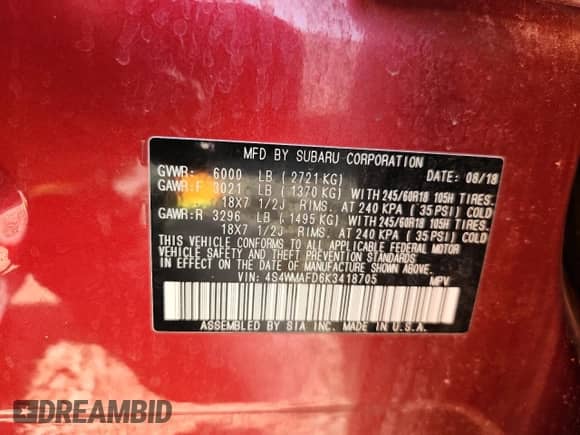 MFD BY SUBARU CORPORATION
GVWR: 6000 LB ( 2721 KG) DATE: 08/18
GAWR:F 3021 LB ( 1370 KG) WITH 245/60R18 105H TIRES.
18X7 1/2J RIMS. AT 240 KPA ( 35 PSI) COLD
GAWR:R 3296 LB ( 1495 KG) WITH 245/60R18 105H TIRES.
18X7 1/2J RIMS. AT 240 KPA ( 35 PSI) COLD
THIS VEHICLE CONFORMS TO ALL APPLICABLE FEDERAL MOTOR
VEHICLE SAFETY AND THEFT PREVENTION STANDARDS
IN EFFECT ON THE DATE OF MANUFACTURE SHOWN ABOVE.
VIN: 4S4WMAFD6K3418705 MPV
ASSEMBLED BY SIA INC. MADE IN U.S.A.
DREAMBID